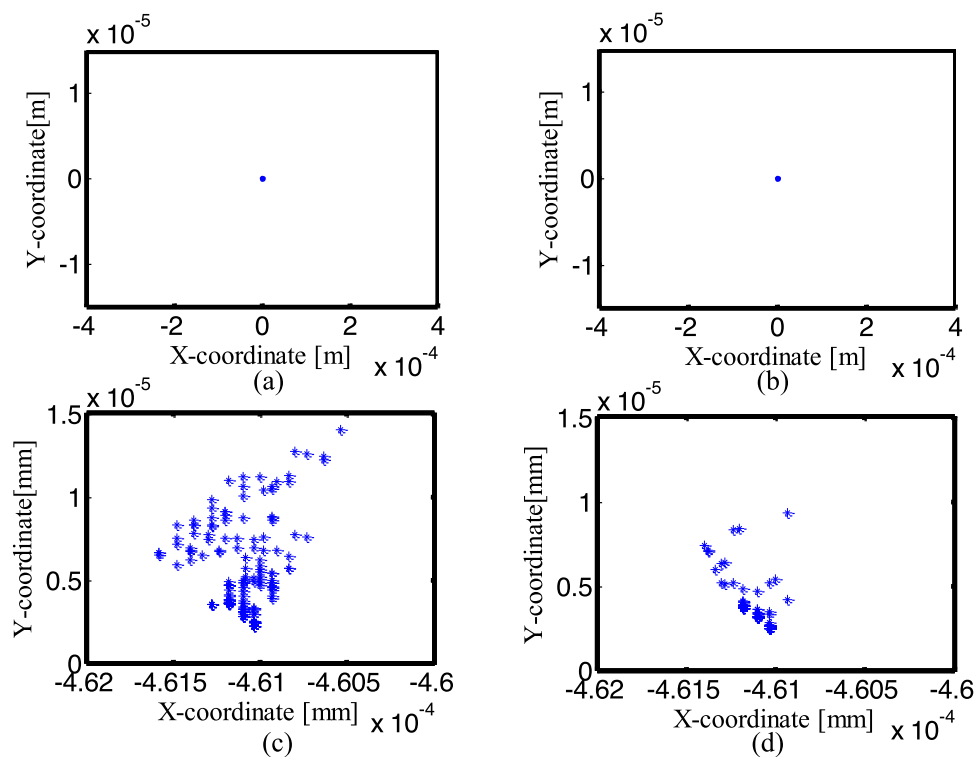 x 10-5
1
0
-1
Y-coordinate[m]
-4 -2 0 2 4
X-coordinate [m]
x 10-4
(a)
x 10-5
1
0
-1
Y-coordinate[m]
-4 -2 0 2 4
X-coordinate [m]
x 10-4
(b)
x 10-5
1.5
1
0.5
0
Y-coordinate[mm]
-4.62 -4.615 -4.61 -4.605 -4.6
X-coordinate [mm]
x 10-4
(c)
x 10-5
1.5
1
0.5
0
Y-coordinate[mm]
-4.62 -4.615 -4.61 -4.605 -4.6
X-coordinate [mm]
x 10-4
(d)